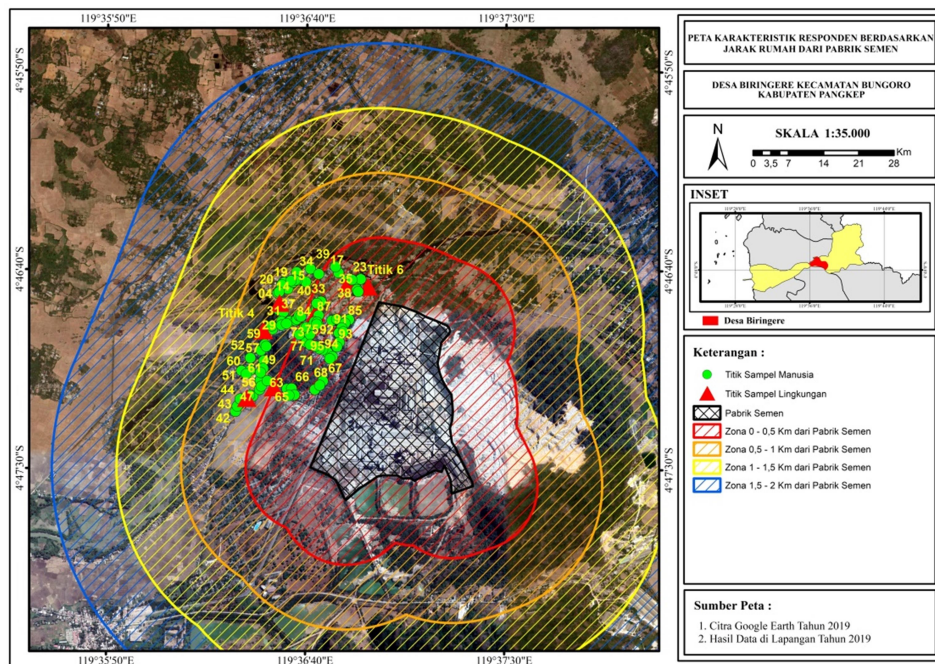 119°35'50"E
119°36'40"E
119°37'30"E
4°45'50"S
4°46'40"S
4°47'30"S
4°45'50"S
4°46'40"S
4°47'30"S
119°35'50"E
119°36'40"E
119°37'30"E
39
17
34
19
20
15
23
Titik 6
35
14
04
40
33
38
37
87
31
84
85
Titik 4
29
91
59
73
75
92
93
52
57
77
95
94
60
49
71
67
51
61
66
68
56
63
44
47
65
43
42
PETA KARAKTERISTIK RESPONDEN BERDASARKAN
JARAK RUMAH DARI PABRIK SEMEN
DESA BIRINGERE KECAMATAN BUNGORO
KABUPATEN PANGKEP
N
SKALA 1:35.000
Km
0 3,5 7 14 21 28
INSET
Desa Biringere
Keterangan :
Titik Sampel Manusia
Titik Sampel Lingkungan
Pabrik Semen
Zona 0 - 0,5 Km dari Pabrik Semen
Zona 0,5 - 1 Km dari Pabrik Semen
Zona 1 - 1,5 Km dari Pabrik Semen
Zona 1,5 - 2 Km dari Pabrik Semen
Sumber Peta :
1. Citra Google Earth Tahun 2019
2. Hasil Data di Lapangan Tahun 2019